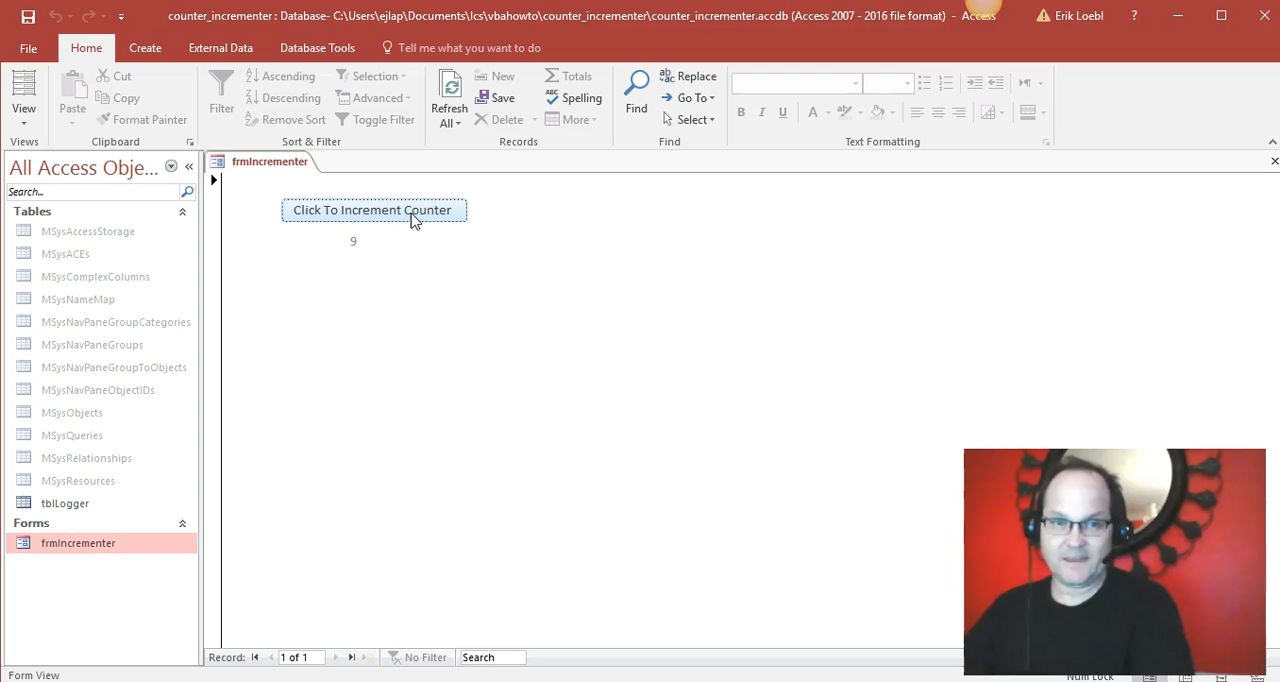 counter_incrementer : Database- C:\Users\ejlap\Documents\lcs\vbahowto\counter_incrementer\counter_incrementer.accdb (Access 2007 - 2016 file format) - Access
Erik Loebl
?
File
Home
Create
External Data
Database Tools
Tell me what you want to do
View
Paste
Cut
Copy
Format Painter
Filter
Ascending
Descending
Remove Sort
Selection
Advanced
Toggle Filter
Refresh
All
New
Save
Delete
Totals
Spelling
More
Find
Replace
Go To
Select
B I U A
Views
Clipboard
Sort & Filter
Records
Find
Text Formatting
All Access Obje...
Search...
Tables
MSysAccessStorage
MSysACEs
MSysComplexColumns
MSysNameMap
MSysNavPaneGroupCategories
MSysNavPaneGroups
MSysNavPaneGroupToObjects
MSysNavPaneObjectIDs
MSysObjects
MSysQueries
MSysRelationships
MSysResources
tblLogger
Forms
frmIncrementer
frmIncrementer
Click To Increment Counter
9
Record:
1 of 1
No Filter
Search
Form View
Num Lock